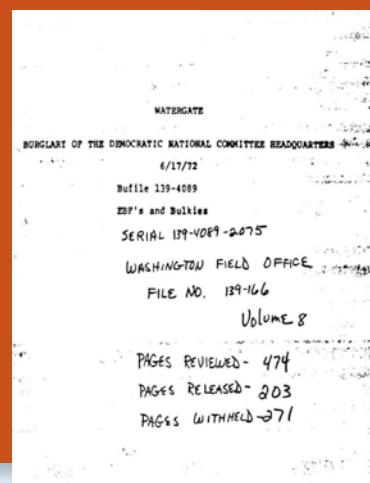 WATERGATE
BURGLARY OF THE DEMOCRATIC NATIONAL COMMITTEE HEADQUARTERS
6/17/72
Bufile 139-4089
EBF's and Bulkies
SERIAL 139-4089-2075
WASHINGTON FIELD OFFICE
FILE NO. 139-166
Volume 8
PAGES REVIEWED- 474
PAGES RELEASED- 203
PAGES WITHHELD-271